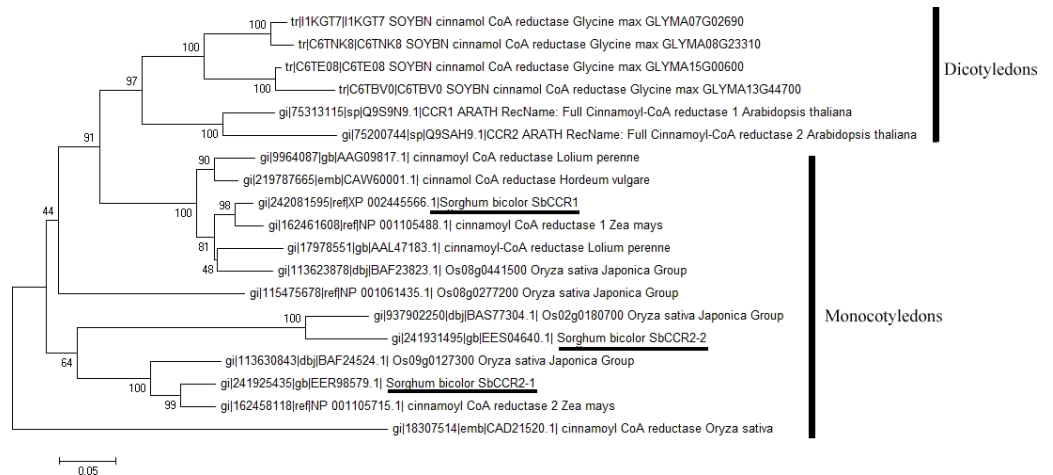 100
100
100
97
91
100
90
100
98
81
48
44
100
64
100
99
tr|I1KGT7|I1KGT7 SOYBN cinnamol CoA reductase Glycine max GLYMA07G02690
tr|C6TNK8|C6TNK8 SOYBN cinnamol CoA reductase Glycine max GLYMA08G23310
tr|C6TE08|C6TE08 SOYBN cinnamol CoA reductase Glycine max GLYMA15G00600
tr|C6TBV0|C6TBV0 SOYBN cinnamol CoA reductase Glycine max GLYMA13G44700
gi|75313115|sp|Q9S9N9.1|CCR1 ARATH RecName: Full Cinnamoyl-CoA reductase 1 Arabidopsis thaliana
gi|75200744|sp|Q9SAH9.1|CCR2 ARATH RecName: Full Cinnamoyl-CoA reductase 2 Arabidopsis thaliana
gi|9964087|gb|AAG09817.1| cinnamoyl CoA reductase Lolium perenne
gi|219787665|emb|CAW60001.1| cinnamol CoA reductase Hordeum vulgare
gi|242081595|ref|XP 002445566.1|Sorghum bicolor SbCCR1
gi|162461608|ref|NP 001105488.1| cinnamoyl CoA reductase 1 Zea mays
gi|17978551|gb|AAL47183.1| cinnamoyl-CoA reductase Lolium perenne
gi|113623878|dbj|BAF23823.1| Os08g0441500 Oryza sativa Japonica Group
gi|115475678|ref|NP 001061435.1| Os08g0277200 Oryza sativa Japonica Group
gi|937902250|dbj|BAS77304.1| Os02g0180700 Oryza sativa Japonica Group
gi|241931495|gb|EES04640.1| Sorghum bicolor SbCCR2-2
gi|113630843|dbj|BAF24524.1| Os09g0127300 Oryza sativa Japonica Group
gi|241925435|gb|EER98579.1| Sorghum bicolor SbCCR2-1
gi|162458118|ref|NP 001105715.1| cinnamoyl CoA reductase 2 Zea mays
gi|18307514|emb|CAD21520.1| cinnamoyl CoA reductase Oryza sativa
Dicotyledons
Monocotyledons
0.05